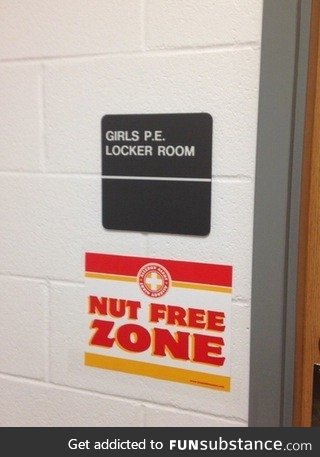 GIRLS P.E.
LOCKER ROOM
NUT FREE
ZONE
Get addicted to FUNsubstance.com